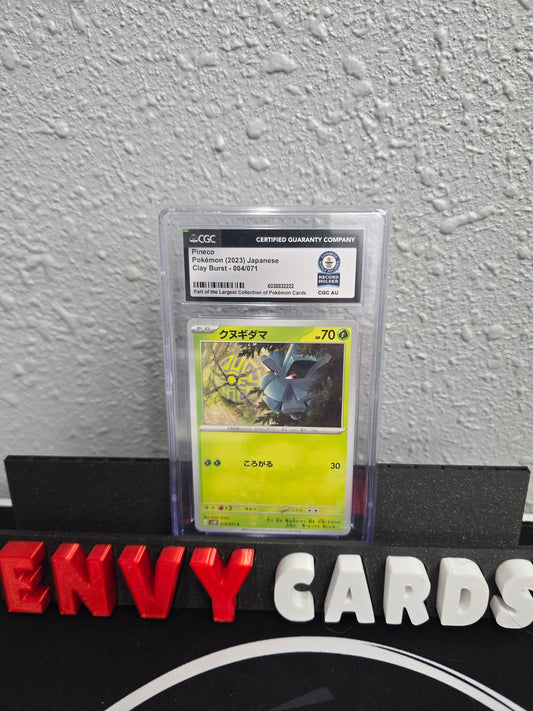 CGC
CERTIFIED GUARANTY COMPANY
Pineco
Pokémon (2023) Japanese
Clay Burst - 004/071
RECORD HOLDER
6038832222
CGC AU
Part of the Largest Collection of Pokémon Cards
クヌギダマ
HP 70
ころがる
30
ENVY CARDS